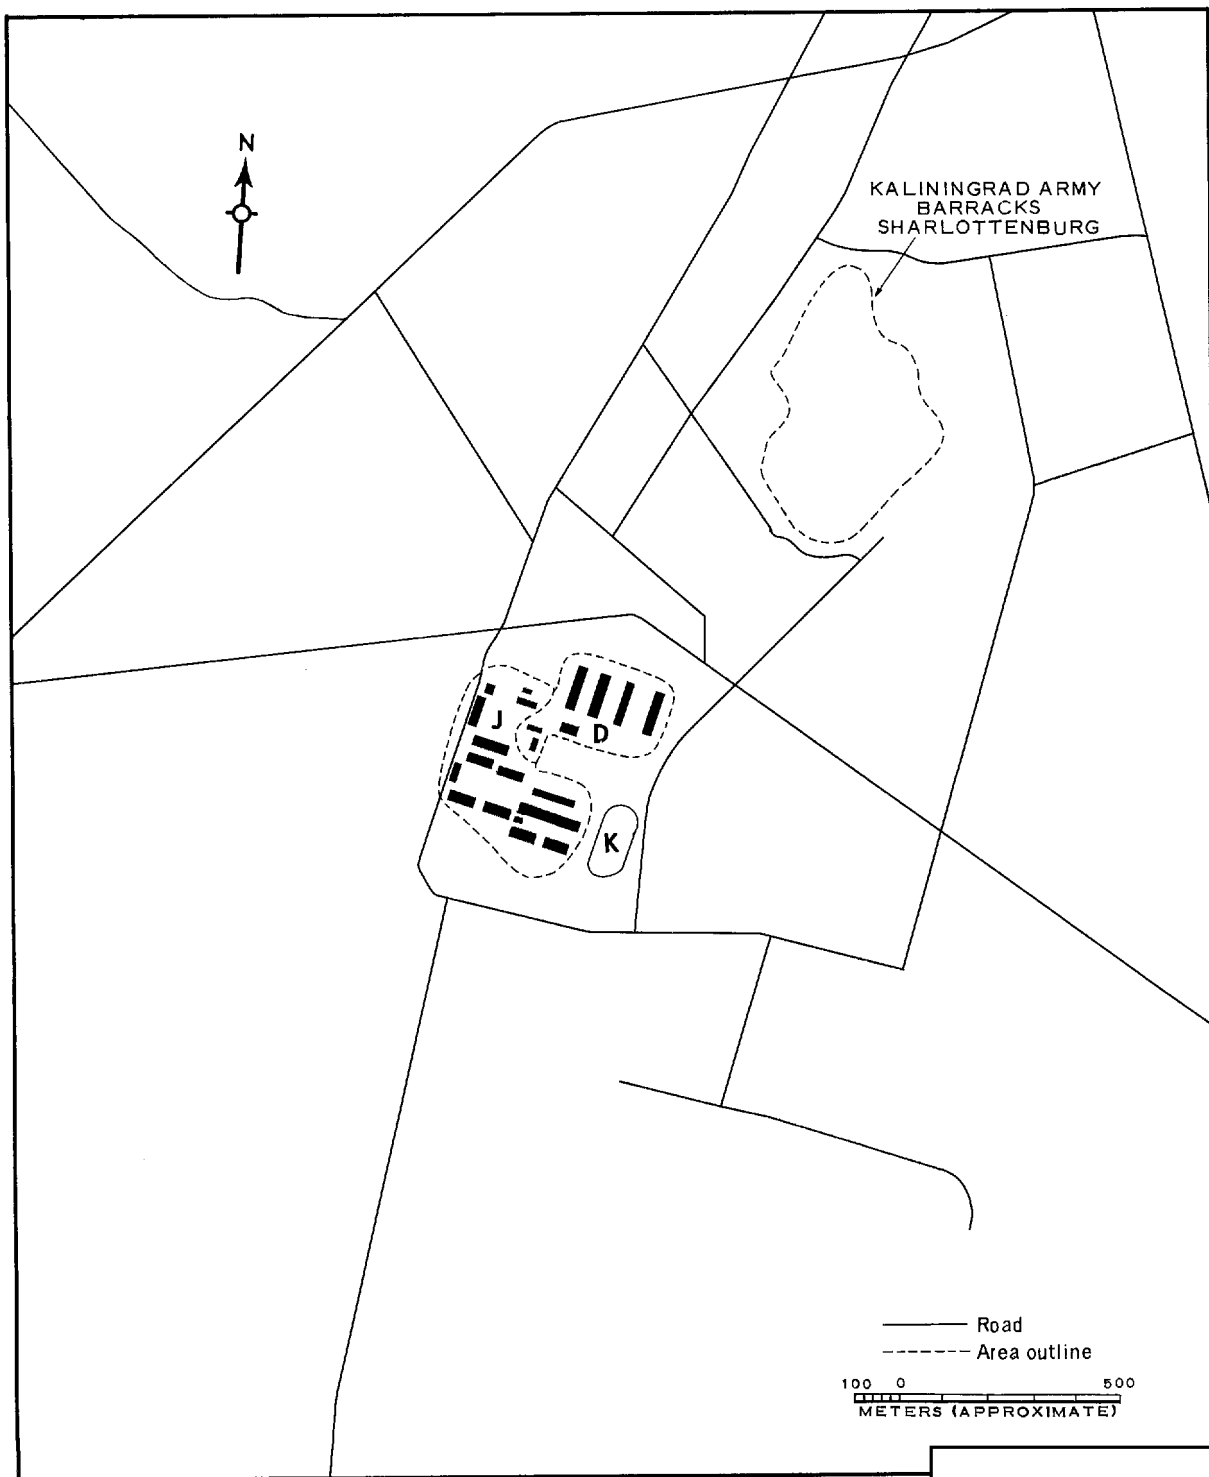 N
KALININGRAD ARMY
BARRACKS
SHARLOTTENBURG
J
D
K
Road
Area outline
100 0 500
METERS (APPROXIMATE)